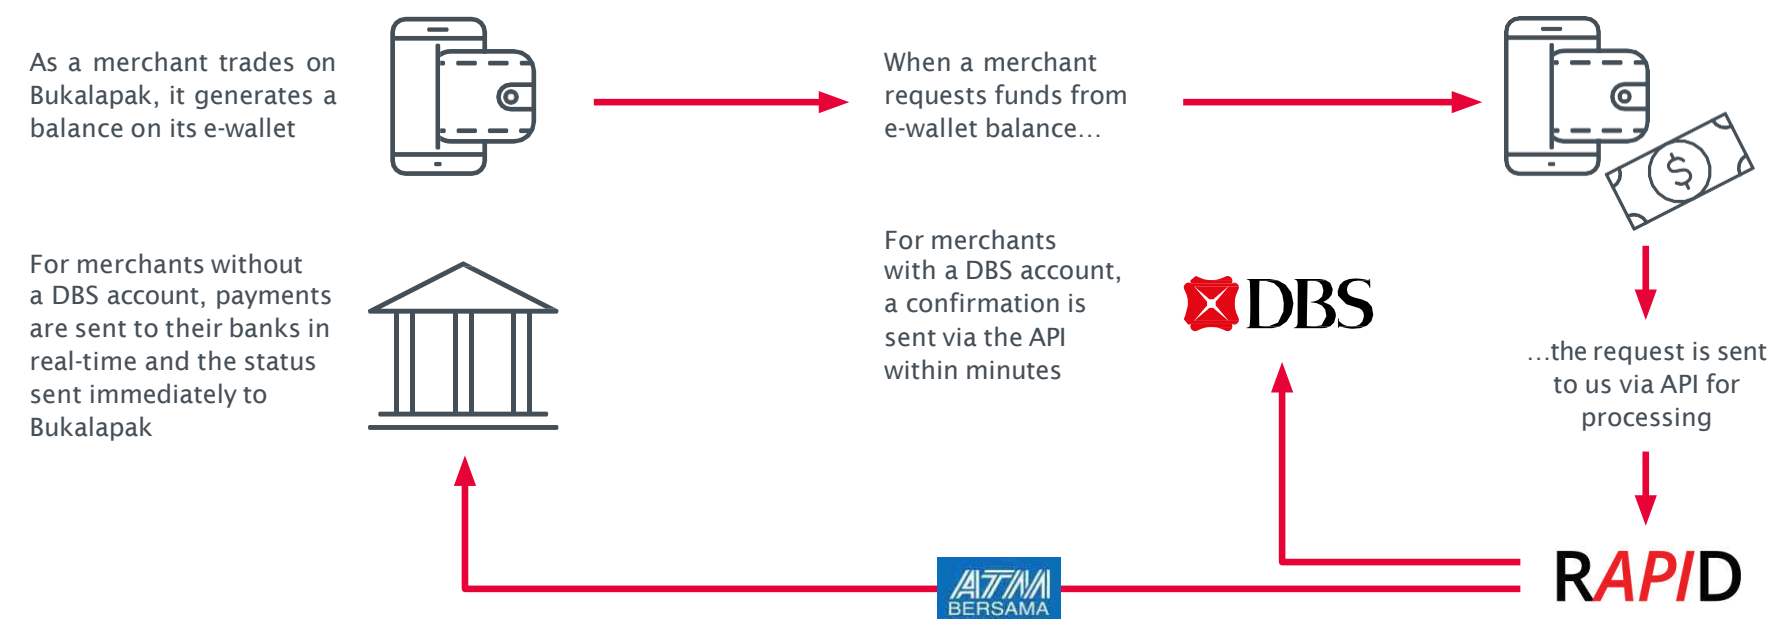 As a merchant trades on
Bukalapak, it generates a
balance on its e-wallet
When a merchant
requests funds from
e-wallet balance…
$
…the request is sent
to us via API for
processing
RAPID
For merchants
with a DBS account,
a confirmation is
sent via the API
within minutes
DBS
ATM
BERSAMA
For merchants without
a DBS account, payments
are sent to their banks in
real-time and the status
sent immediately to
Bukalapak